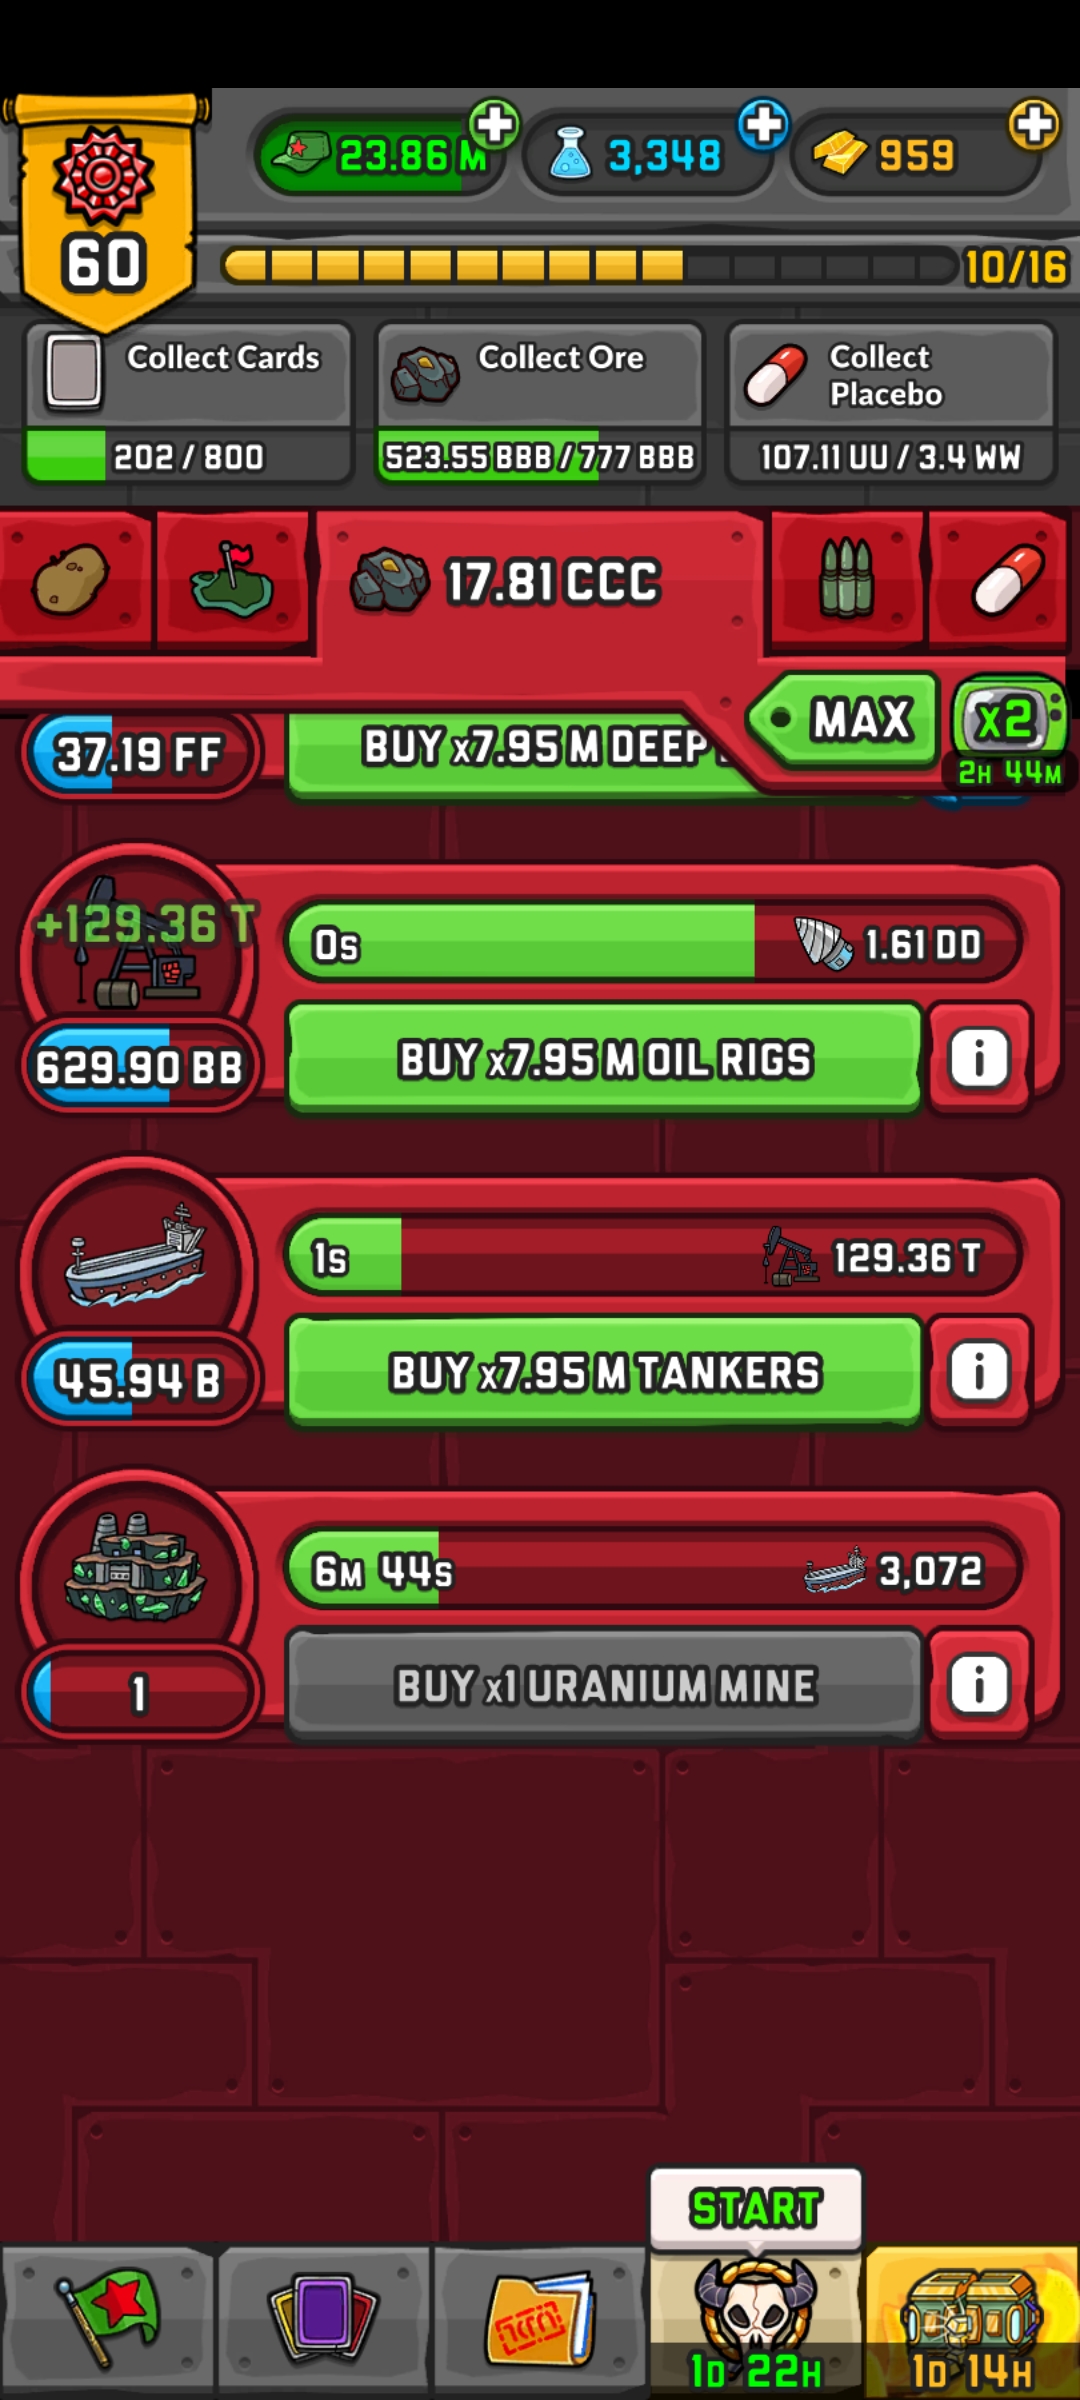 60
23.86 M
3,348
959
10/16
Collect Cards
202 / 800
Collect Ore
523.55 BBB / 777 BBB
Collect
Placebo
107.11 UU / 3.4 WW
17.81 CCC
MAX
x2
2H 44M
37.19 FF
BUY x7.95 M DEEP
+129.36 T
0s
1.61 DD
629.90 BB
BUY x7.95 M OIL RIGS
i
1s
129.36 T
45.94 B
BUY x7.95 M TANKERS
i
6M 44s
3,072
1
BUY x1 URANIUM MINE
i
START
1D 22H
1D 14H